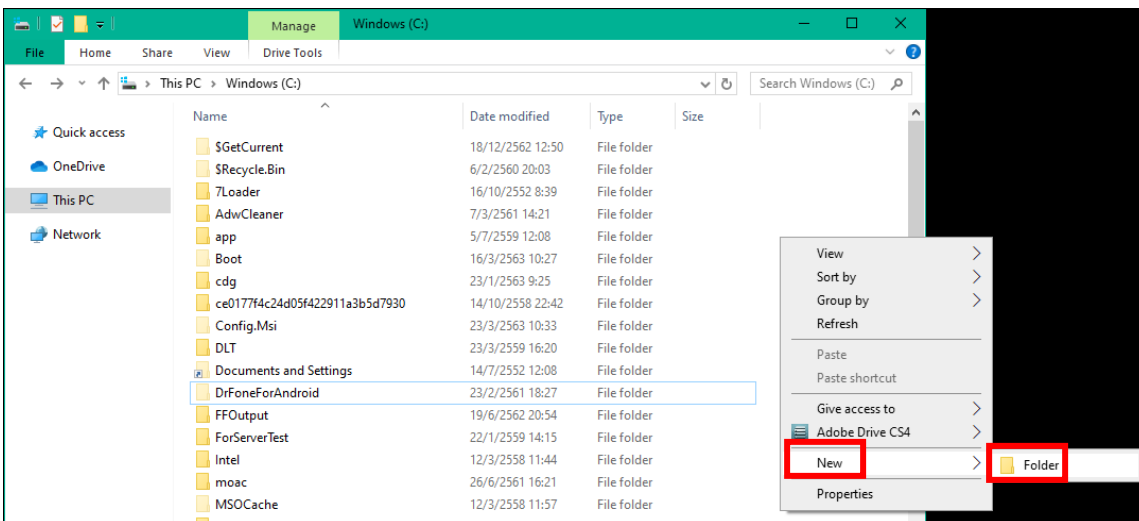 Manage Windows (C:)
File Home Share View Drive Tools
This PC Windows (C:) Search Windows (C:)
Name Date modified Type Size
Quick access
OneDrive
This PC
Network
$GetCurrent 18/12/2562 12:50 File folder
$Recycle.Bin 6/2/2560 20:03 File folder
7Loader 16/10/2552 8:39 File folder
AdwCleaner 7/3/2561 14:21 File folder
app 5/7/2559 12:08 File folder
Boot 16/3/2563 10:27 File folder
cdg 23/1/2563 9:25 File folder
ce0177f4c24d05f422911a3b5d7930 14/10/2558 22:42 File folder
Config.Msi 23/3/2563 10:33 File folder
DLT 23/3/2559 16:20 File folder
Documents and Settings 14/7/2552 12:08 File folder
DrFoneForAndroid 23/2/2561 18:27 File folder
FFOutput 19/6/2562 20:54 File folder
ForServerTest 22/1/2559 14:15 File folder
Intel 12/3/2558 11:44 File folder
moac 26/6/2561 16:21 File folder
MSOCache 12/3/2558 11:57 File folder
View
Sort by
Group by
Refresh
Paste
Paste shortcut
Give access to
Adobe Drive CS4
New
Folder
Properties